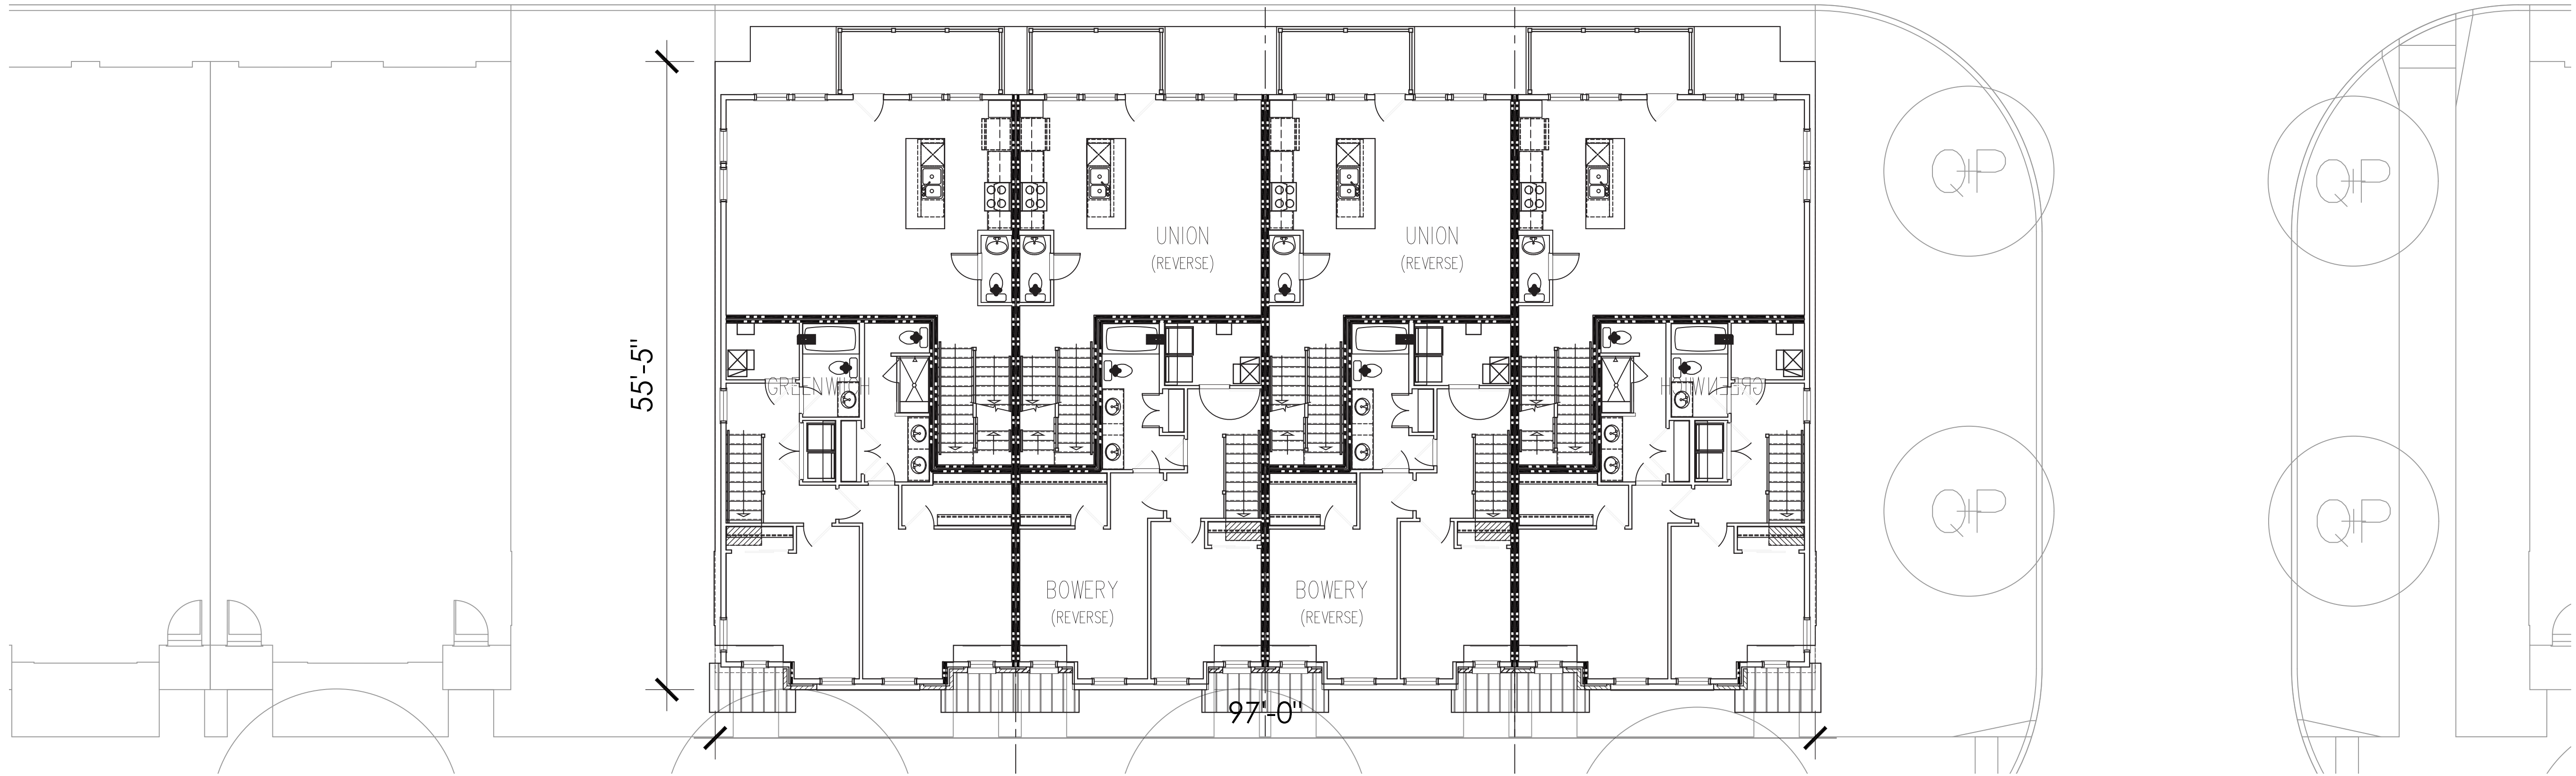 QP
QP
UNION
(REVERSE)
UNION
(REVERSE)
55'-5"
GREENWICH
GREENWICH
QP
QP
BOWERY
(REVERSE)
BOWERY
(REVERSE)
97'-0"